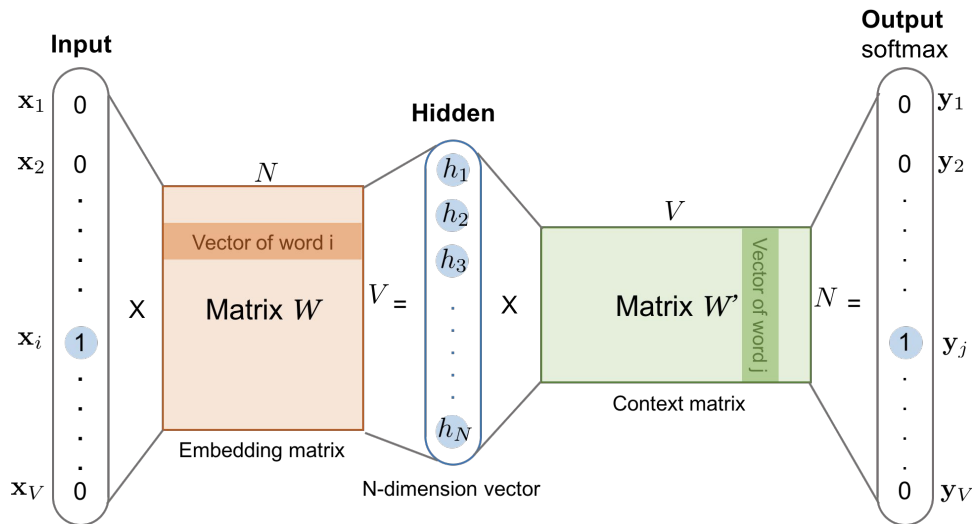 Input
x1 0
x2 0
xi 1
xV 0
X
N
Vector of word i
Matrix W
V =
Embedding matrix
Hidden
h1
h2
h3
hN
N-dimension vector
X
V
Matrix W’
Vector of word j
N =
Context matrix
Output
softmax
0 y1
0 y2
1 yj
0 yV